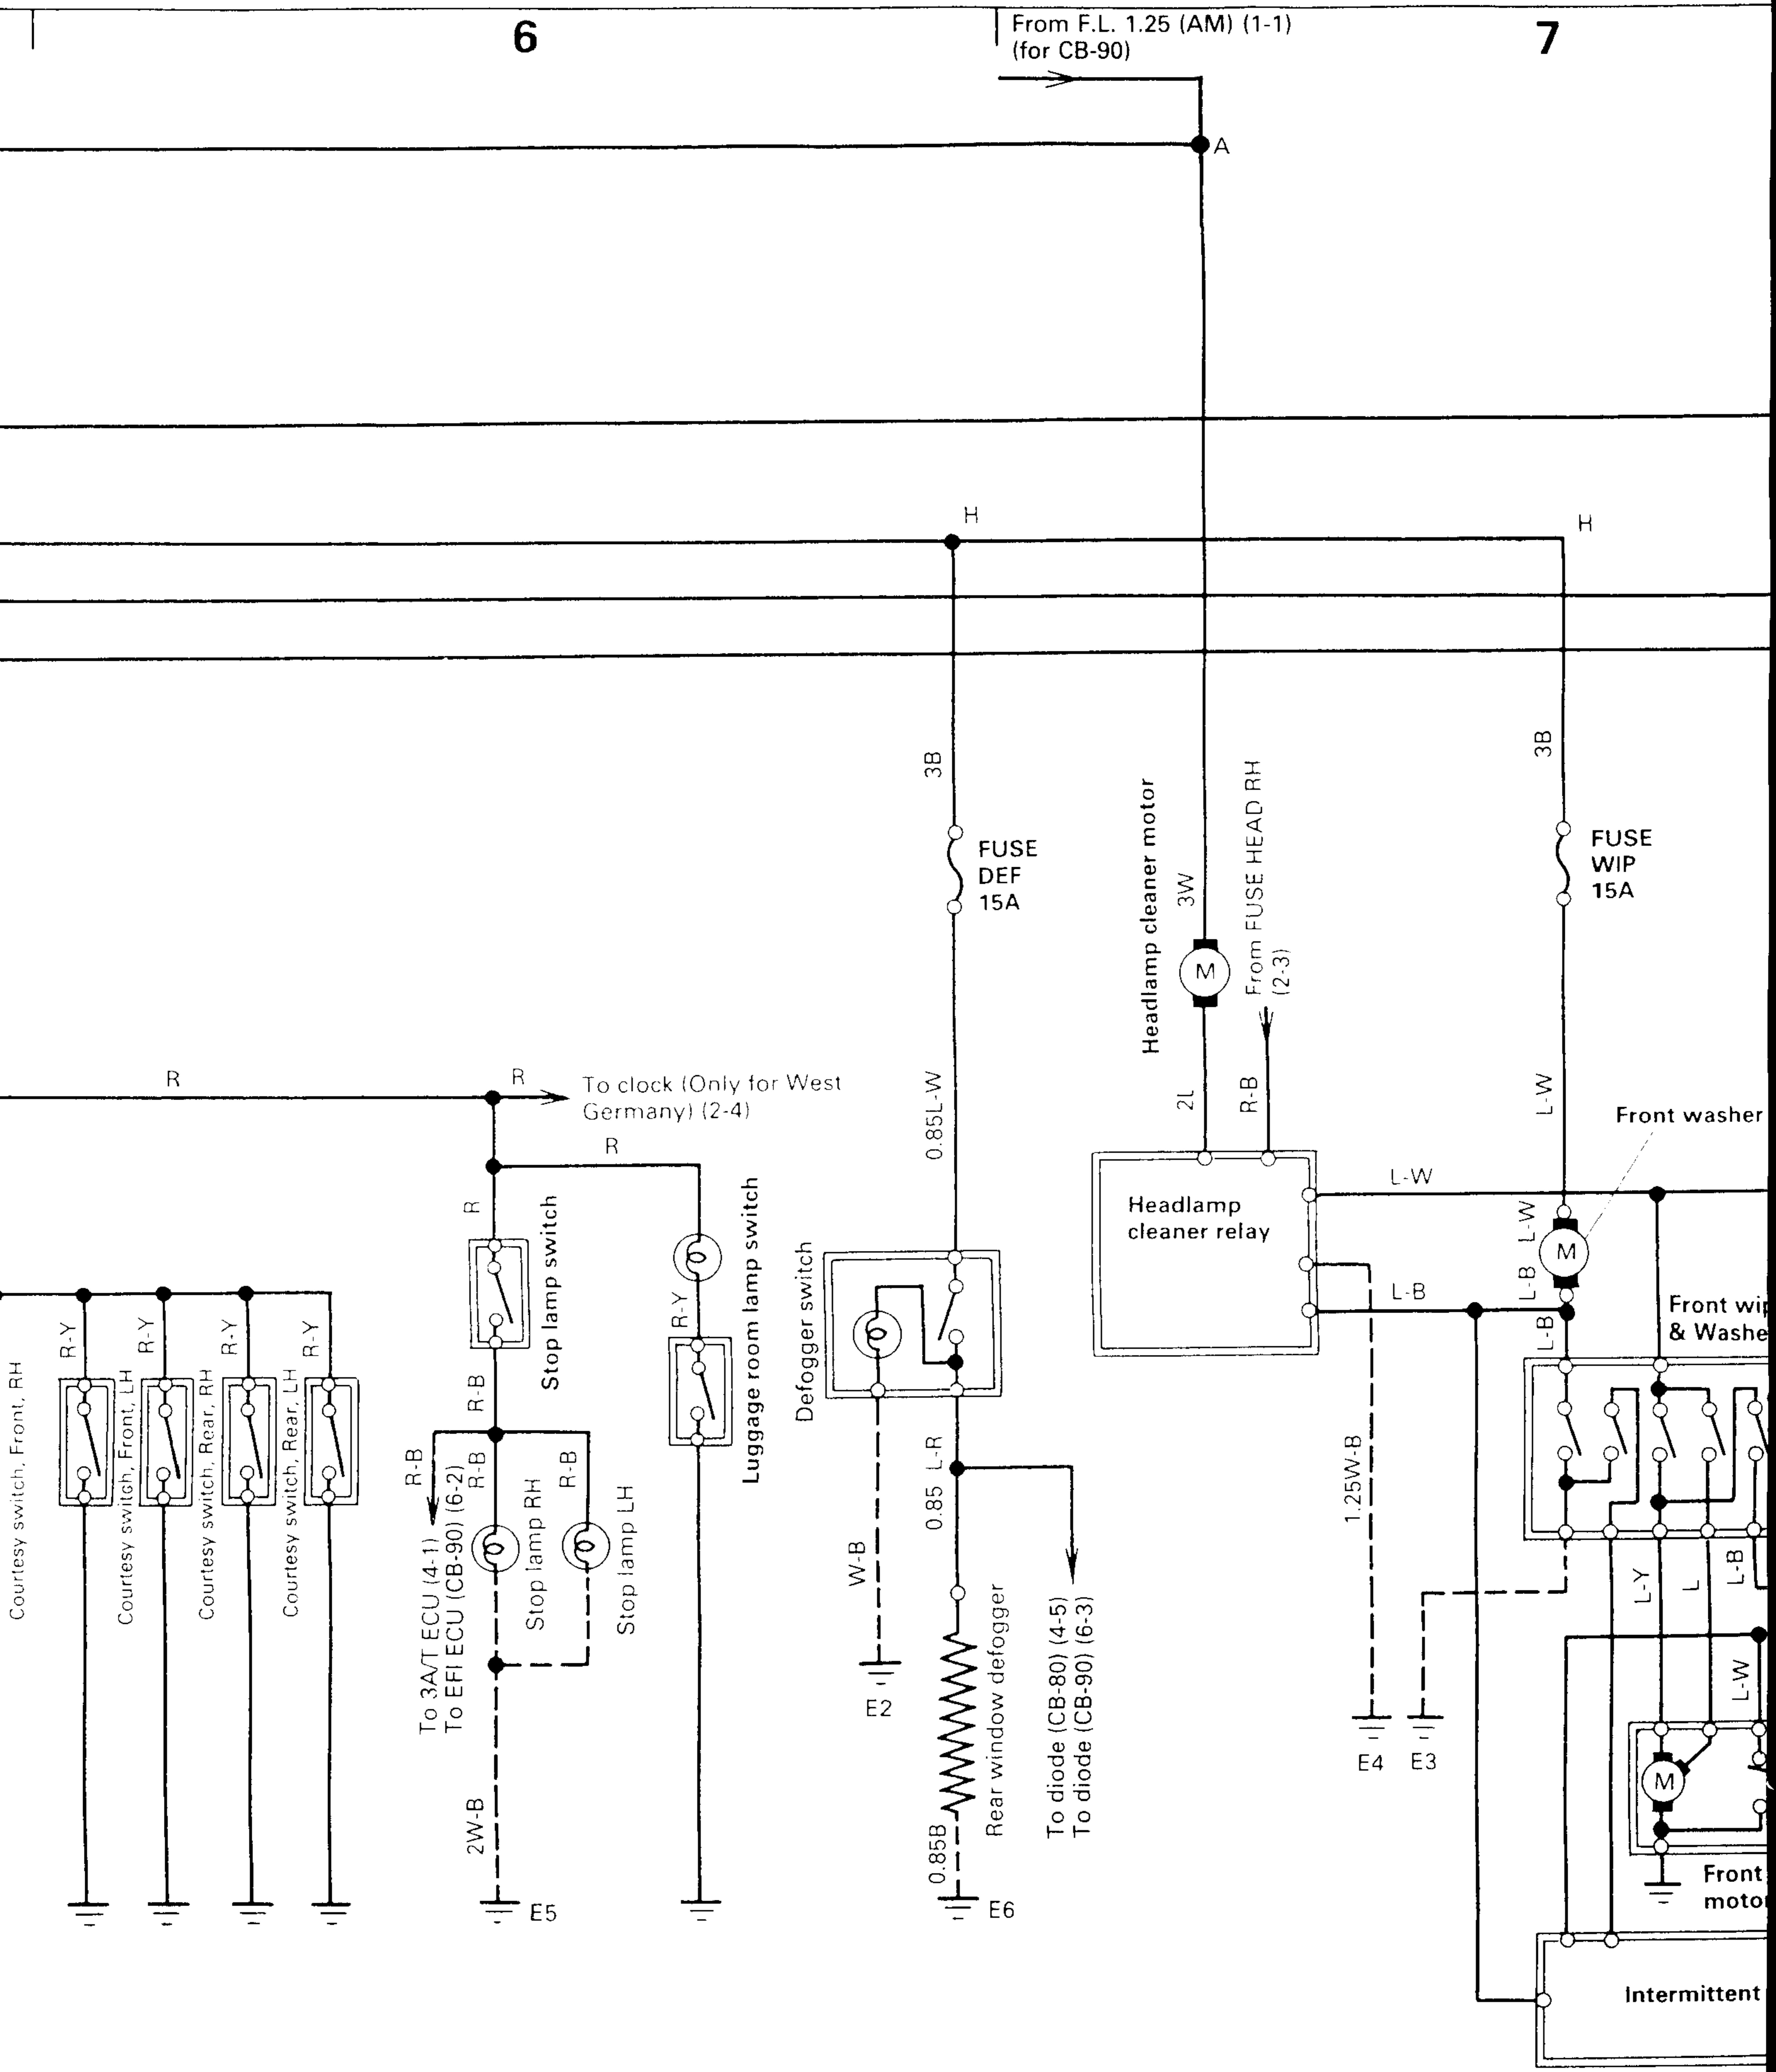 6
From F.L. 1.25 (AM) (1-1)
(for CB-90)
7
A
H
H
3B
3B
FUSE
DEF
15A
Headlamp cleaner motor
3W
From FUSE HEAD RH
(2-3)
FUSE
WIP
15A
M
R
R
To clock (Only for West
Germany) (2-4)
R
0.85L-W
2L
R-B
L-W
Front washer
R
Stop lamp switch
Luggage room lamp switch
R-Y
Defogger switch
Headlamp
cleaner relay
L-W
L-W
M
L-B
L-B
L-B
Front wip
& Washe
R-Y
R-Y
R-Y
R-Y
Courtesy switch, Front, RH
Courtesy switch, Front, LH
Courtesy switch, Rear, RH
Courtesy switch, Rear, LH
R-B
R-B
R-B
R-B
To 3A/T ECU (4-1)
To EFI ECU (CB-90) (6-2)
Stop lamp RH
Stop lamp LH
0.85 L-R
W-B
1.25W-B
L-Y
L
L-B
L-W
E2
Rear window defogger
To diode (CB-80) (4-5)
To diode (CB-90) (6-3)
E4
E3
M
2W-B
0.85B
E5
E6
Front
moto
Intermittent